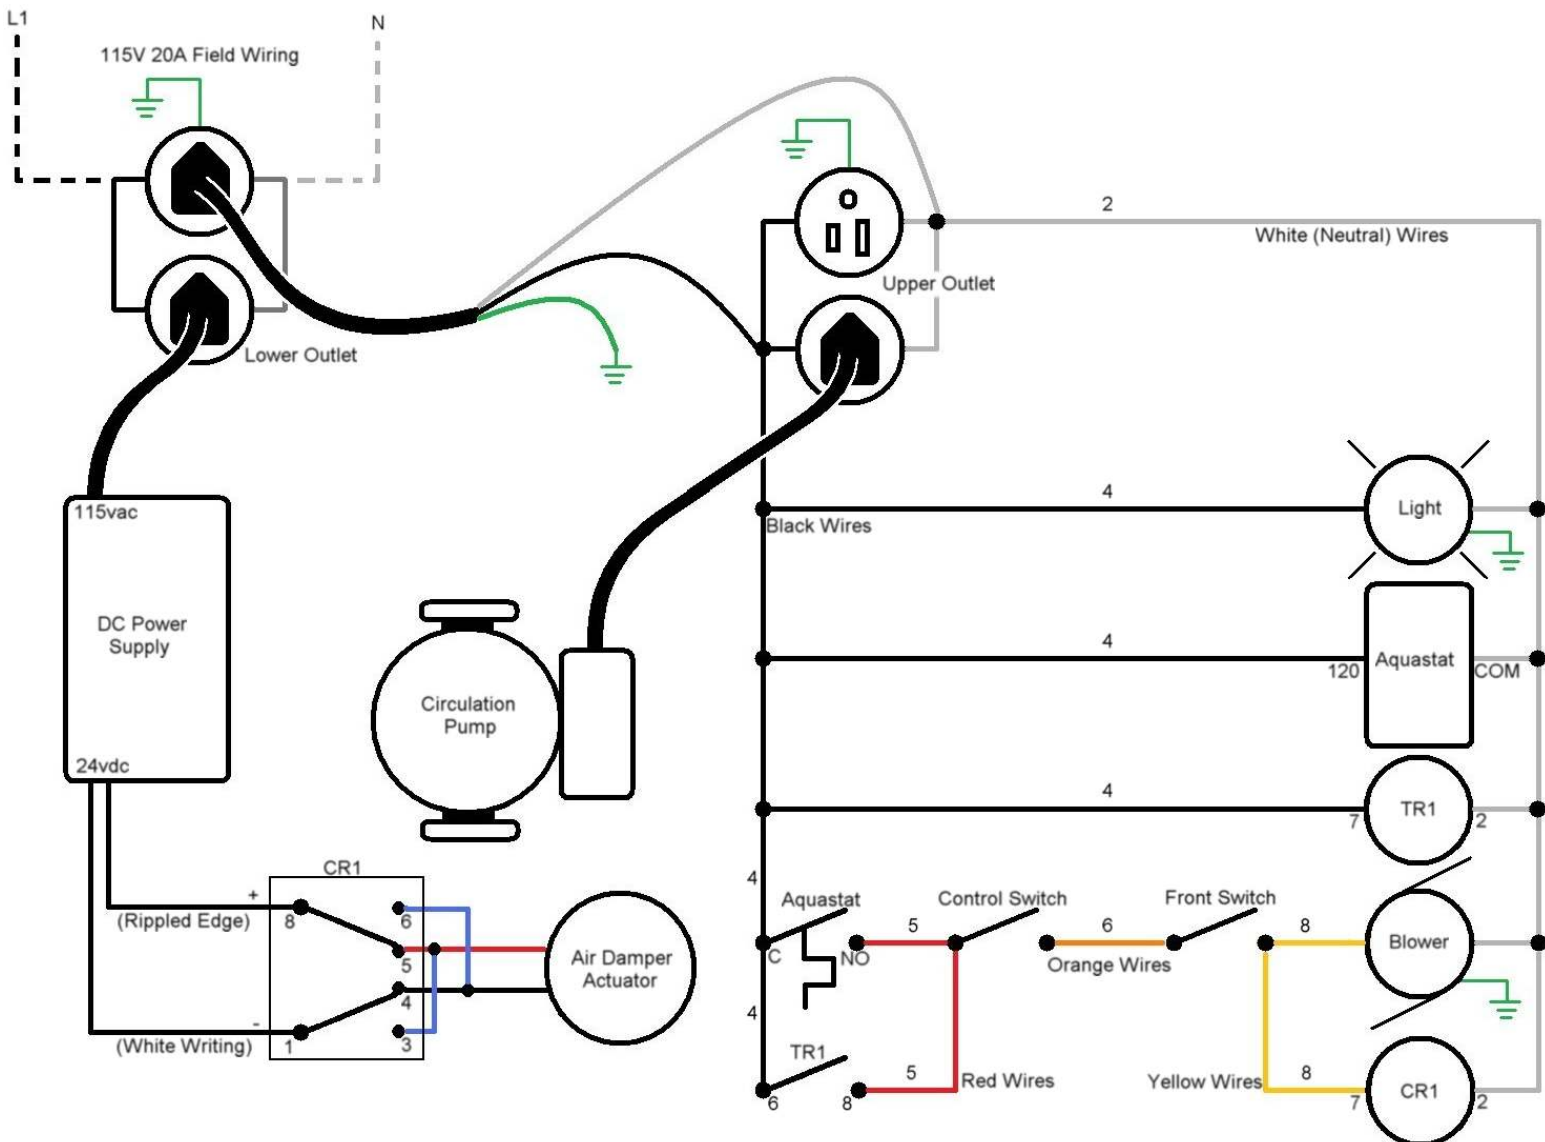 L1
N
115V 20A Field Wiring
2
White (Neutral) Wires
Upper Outlet
Lower Outlet
4
Light
Black Wires
115vac
DC Power
Supply
24vdc
Circulation
Pump
4
120
Aquastat
COM
4
7
TR1
2
CR1
+
8
(Rippled Edge)
6
5
4
3
-
1
(White Writing)
Air Damper
Actuator
4
Aquastat
C
NO
5
Control Switch
6
Orange Wires
Front Switch
8
Blower
4
TR1
6
8
5
Red Wires
Yellow Wires
8
7
CR1
2